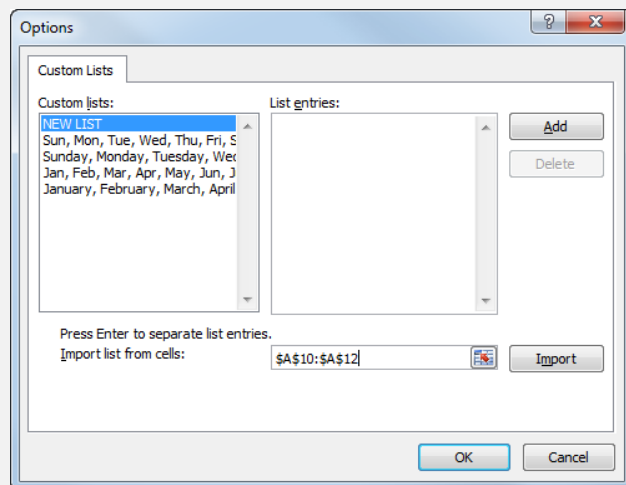 Options
Custom Lists
Custom lists:
List entries:
NEW LIST
Sun, Mon, Tue, Wed, Thu, Fri, S
Sunday, Monday, Tuesday, Wed
Jan, Feb, Mar, Apr, May, Jun, J
January, February, March, April
Add
Delete
Press Enter to separate list entries.
Import list from cells:
$A$10:$A$12
Import
OK
Cancel